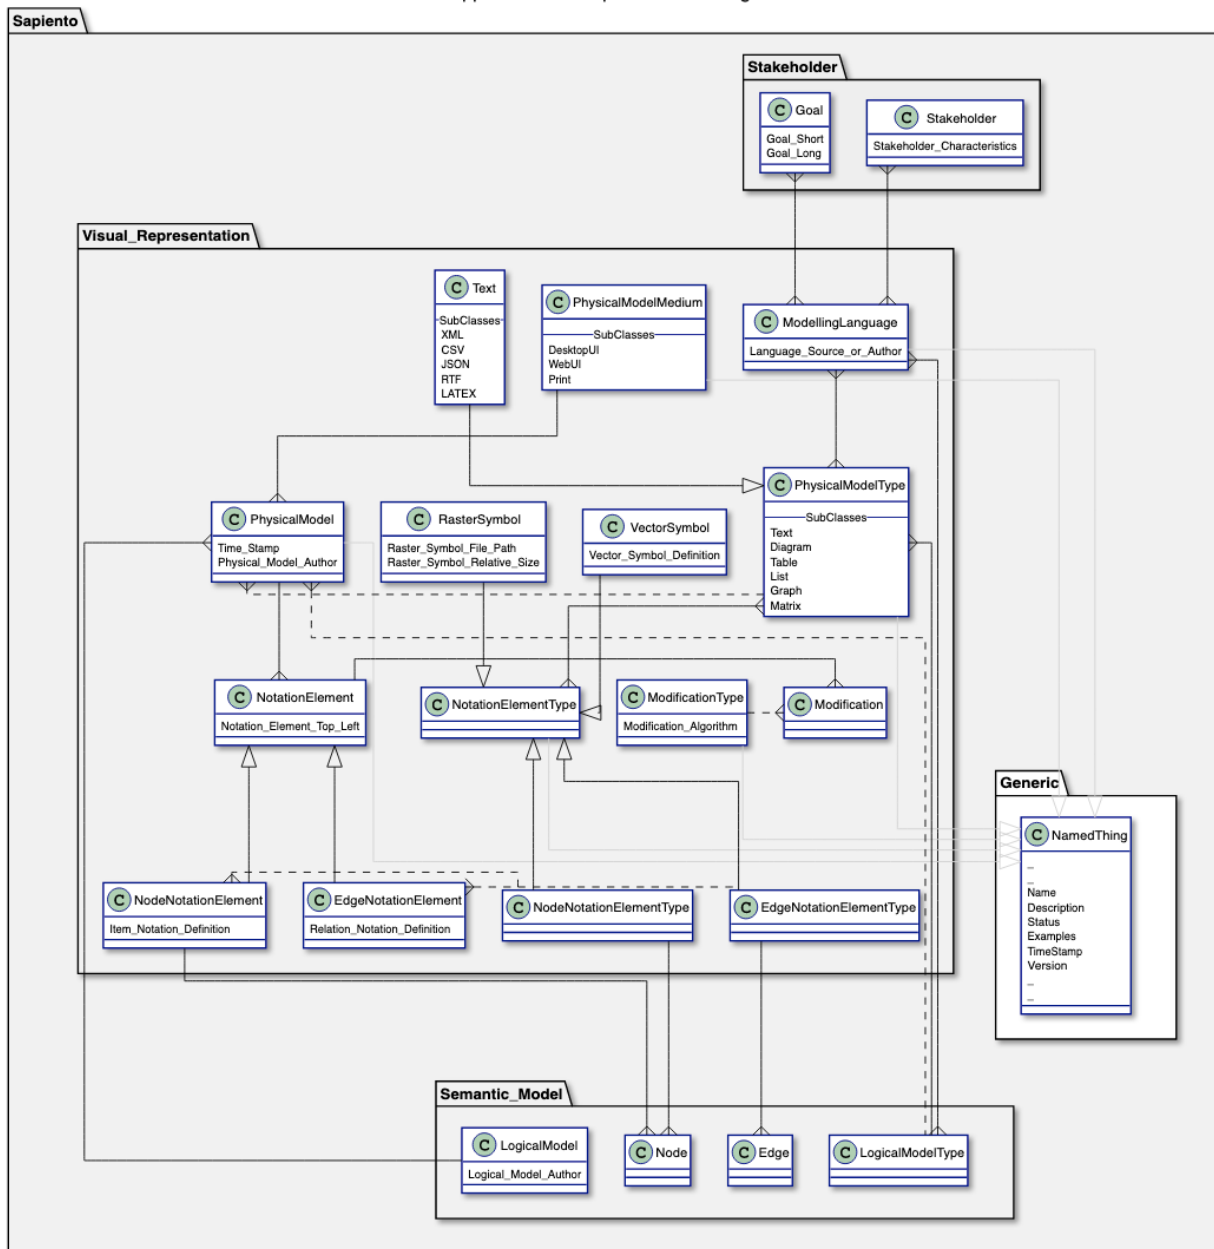 Sapiento
Stakeholder
C Goal
Goal_Short
Goal_Long
C Stakeholder
Stakeholder_Characteristics
Visual_Representation
C Text
SubClasses
XML
CSV
JSON
RTF
LATEX
C PhysicalModelMedium
SubClasses
DesktopUI
WebUI
Print
C ModellingLanguage
Language_Source_or_Author
C PhysicalModelType
SubClasses
Text
Diagram
Table
List
Graph
Matrix
C PhysicalModel
Time_Stamp
Physical_Model_Author
C RasterSymbol
Raster_Symbol_File_Path
Raster_Symbol_Relative_Size
C VectorSymbol
Vector_Symbol_Definition
C NotationElement
Notation_Element_Top_Left
C NotationElementType
C ModificationType
Modification_Algorithm
C Modification
Generic
C NamedThing
_
_
Name
Description
Status
Examples
TimeStamp
Version
_
_
C NodeNotationElement
Item_Notation_Definition
C EdgeNotationElement
Relation_Notation_Definition
C NodeNotationElementType
C EdgeNotationElementType
Semantic_Model
C LogicalModel
Logical_Model_Author
C Node
C Edge
C LogicalModelType